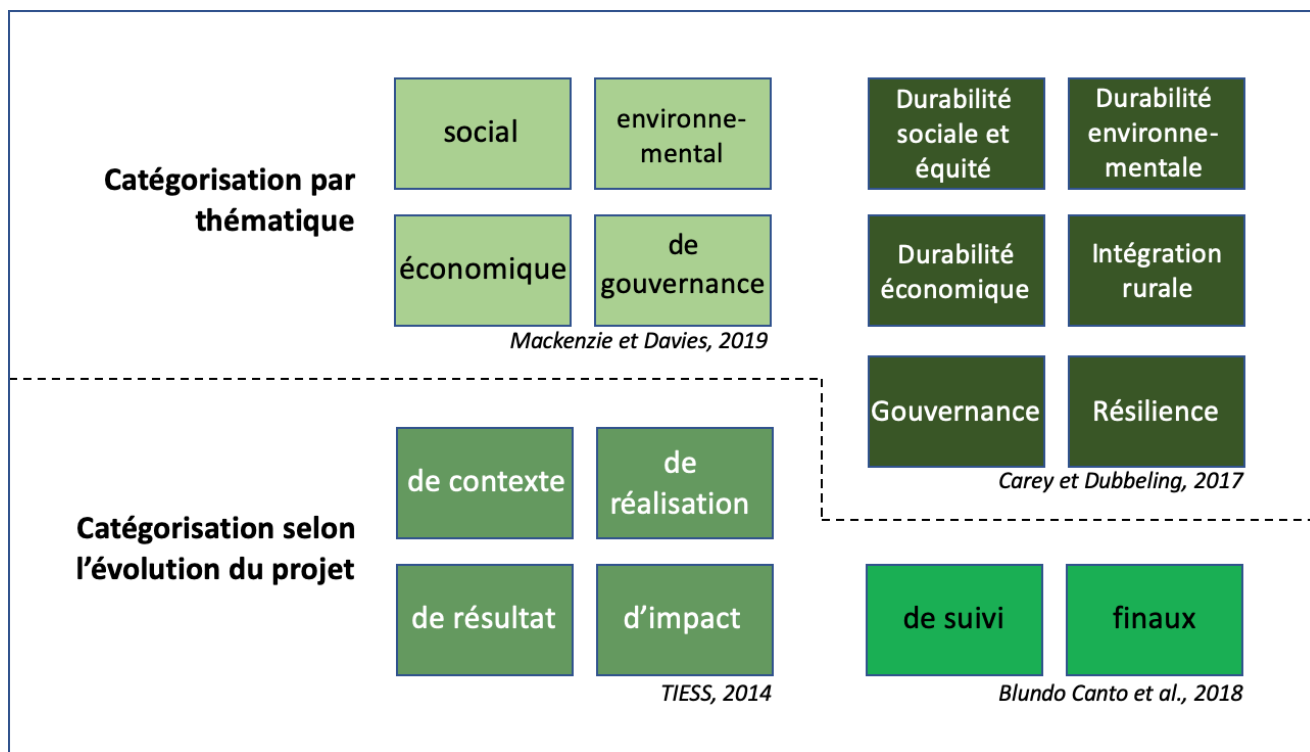 Catégorisation par
thématique
social
environne-
mental
économique
de
gouvernance
Mackenzie et Davies, 2019
Durabilité
sociale et
équité
Durabilité
environne-
mentale
Durabilité
économique
Intégration
rurale
Gouvernance
Résilience
Carey et Dubbeling, 2017
Catégorisation selon
l’évolution du projet
de contexte
de
réalisation
de résultat
d’impact
TIESS, 2014
de suivi
finaux
Blundo Canto et al., 2018